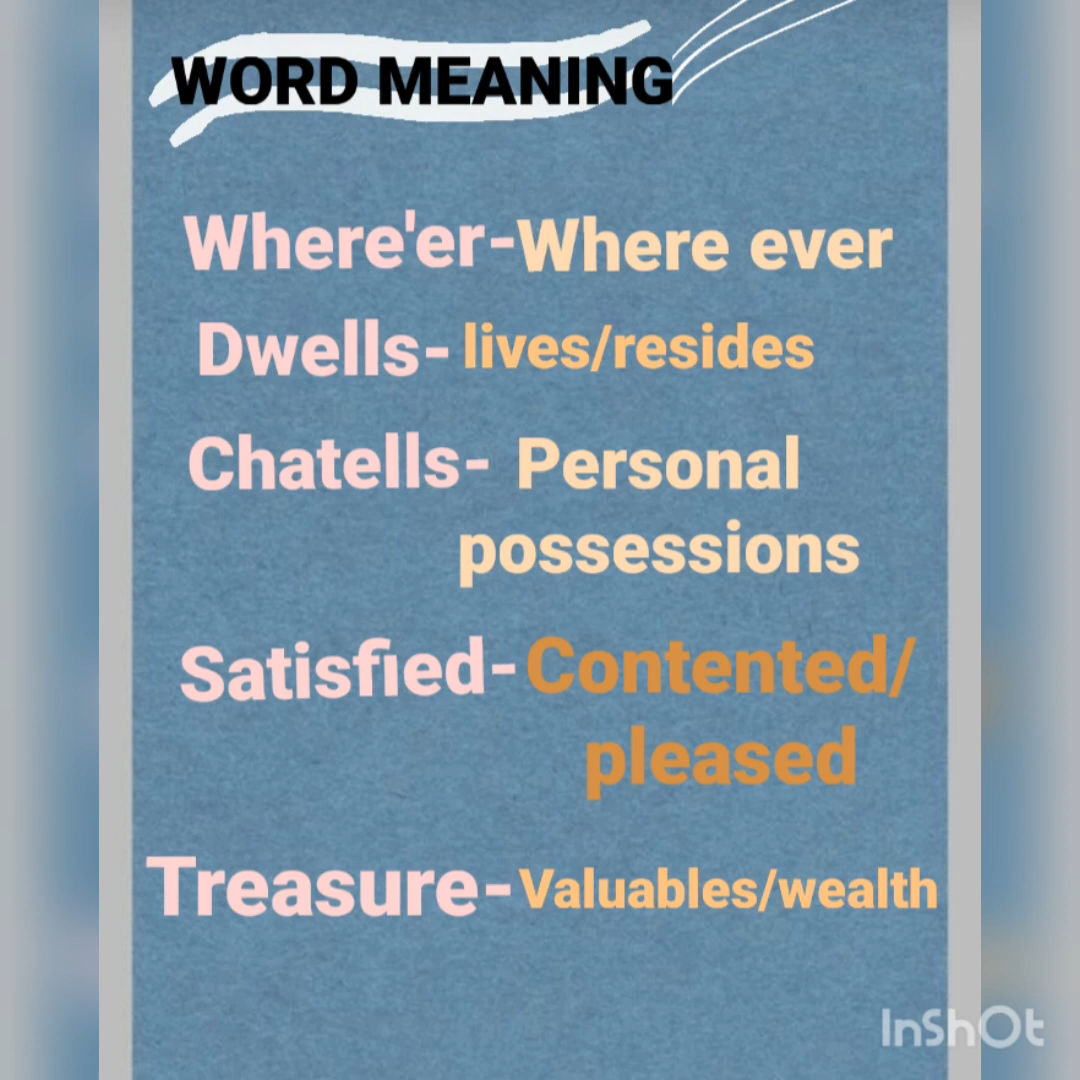 WORD MEANING
Where'er-Where ever
Dwells- lives/resides
Chatells- Personal
possessions
Satisfied-Contented/
pleased
Treasure-Valuables/wealth
InShOt